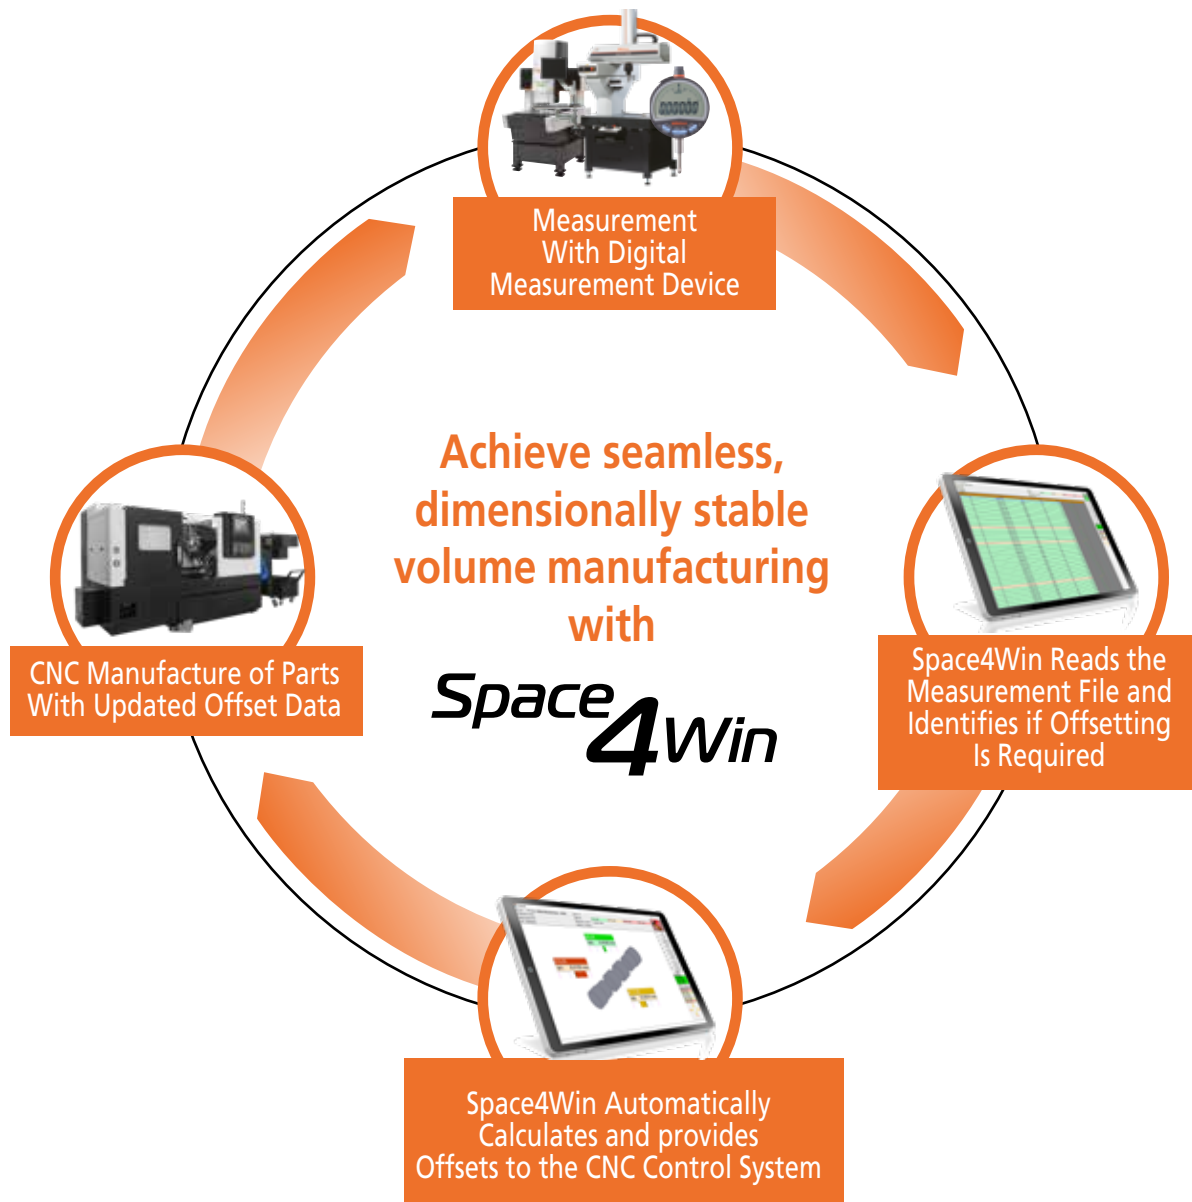 Measurement
With Digital
Measurement Device
Achieve seamless,
dimensionally stable
volume manufacturing
with
Space4Win
Space4Win Reads the
Measurement File and
Identifies if Offsetting
Is Required
Space4Win Automatically
Calculates and provides
Offsets to the CNC Control System
CNC Manufacture of Parts
With Updated Offset Data